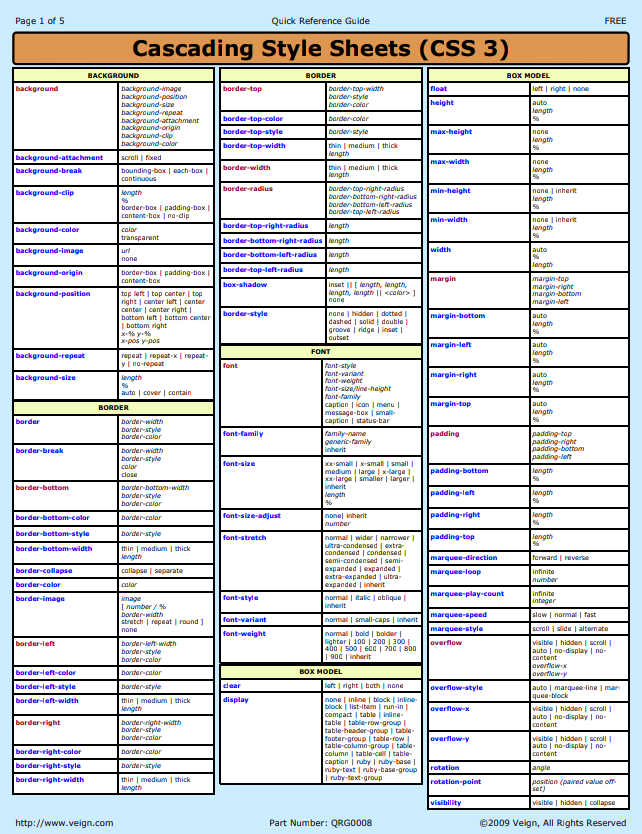 Page 1 of 5
Quick Reference Guide
FREE
Cascading Style Sheets (CSS 3)
BACKGROUND
background
background-image
background-position
background-size
background-repeat
background-attachment
background-origin
background-clip
background-color
background-attachment
scroll | fixed
background-break
bounding-box | each-box |
continuous
background-clip
length
%
border-box | padding-box |
content-box | no-clip
background-color
color
transparent
background-image
url
none
background-origin
border-box | padding-box |
content-box
background-position
top left | top center | top
right | center left | center
center | center right |
bottom left | bottom center
| bottom right
x-% y-%
x-pos y-pos
background-repeat
repeat | repeat-x | repeat-
y | no-repeat
background-size
length
%
auto | cover | contain
BORDER
border
border-width
border-style
border-color
border-break
border-width
border-style
color
close
border-bottom
border-bottom-width
border-style
border-color
border-bottom-color
border-color
border-bottom-style
border-style
border-bottom-width
thin | medium | thick
length
border-collapse
collapse | separate
border-color
color
border-image
image
[ number / %
border-width
stretch | repeat | round ]
none
border-left
border-left-width
border-style
border-color
border-left-color
border-color
border-left-style
border-style
border-left-width
thin | medium | thick
length
border-right
border-right-width
border-style
border-color
border-right-color
border-color
border-right-style
border-style
border-right-width
thin | medium | thick
length
BORDER
border-top
border-top-width
border-style
border-color
border-top-color
border-color
border-top-style
border-style
border-top-width
thin | medium | thick
length
border-width
thin | medium | thick
length
border-radius
border-top-right-radius
border-bottom-right-radius
border-bottom-left-radius
border-top-left-radius
border-top-right-radius
length
border-bottom-right-radius
length
border-bottom-left-radius
length
border-top-left-radius
length
box-shadow
inset || [ length, length,
length, length || <color> ]
none
border-style
none | hidden | dotted |
dashed | solid | double |
groove | ridge | inset |
outset
FONT
font
font-style
font-variant
font-weight
font-size/line-height
font-family
caption | icon | menu |
message-box | small-
caption | status-bar
font-family
family-name
generic-family
inherit
font-size
xx-small | x-small | small |
medium | large | x-large |
xx-large | smaller | larger |
inherit
length
%
font-size-adjust
none| inherit
number
font-stretch
normal | wider | narrower |
ultra-condensed | extra-
condensed | condensed |
semi-condensed | semi-
expanded | expanded |
extra-expanded | ultra-
expanded | inherit
font-style
normal | italic | oblique |
inherit
font-variant
normal | small-caps | inherit
font-weight
normal | bold | bolder |
lighter | 100 | 200 | 300 |
400 | 500 | 600 | 700 | 800
| 900 | inherit
BOX MODEL
clear
left | right | both | none
display
none | inline | block | inline-
block | list-item | run-in |
compact | table | inline-
table | table-row-group |
table-header-group | table-
footer-group | table-row |
table-column-group | table-
column | table-cell | table-
caption | ruby | ruby-base |
ruby-text | ruby-base-group
| ruby-text-group
BOX MODEL
float
left | right | none
height
auto
length
%
max-height
none
length
%
max-width
none
length
%
min-height
none | inherit
length
%
min-width
none | inherit
length
%
width
auto
%
length
margin
margin-top
margin-right
margin-bottom
margin-left
margin-bottom
auto
length
%
margin-left
auto
length
%
margin-right
auto
length
%
margin-top
auto
length
%
padding
padding-top
padding-right
padding-bottom
padding-left
padding-bottom
length
%
padding-left
length
%
padding-right
length
%
padding-top
length
%
marquee-direction
forward | reverse
marquee-loop
infinite
number
marquee-play-count
infinite
integer
marquee-speed
slow | normal | fast
marquee-style
scroll | slide | alternate
overflow
visible | hidden | scroll |
auto | no-display | no-
content
overflow-x
overflow-y
overflow-style
auto | marquee-line | mar-
quee-block
overflow-x
visible | hidden | scroll |
auto | no-display | no-
content
overflow-y
visible | hidden | scroll |
auto | no-display | no-
content
rotation
angle
rotation-point
position (paired value off-
set)
visibility
visible | hidden | collapse
http://www.veign.com
Part Number: QRG0008
©2009 Veign, All Rights Reserved